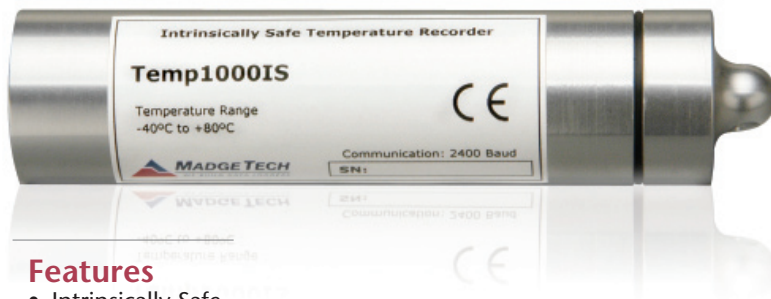 Intrinsically Safe Temperature Recorder
Temp1000IS
Temperature Range
-40ºC to +80ºC
CE
MADGETECH
Communication: 2400 Baud
SN:
Features
• Intrinsically Safe